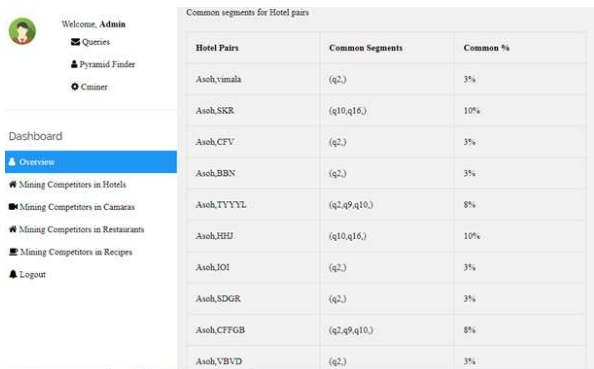 Welcome, Admin
Queries
Pyramid Finder
Cminer
Dashboard
Overview
Mining Competitors in Hotels
Mining Competitors in Camaras
Mining Competitors in Restaurants
Mining Competitors in Recipes
Logout
Common segments for Hotel pairs
Hotel Pairs Common Segments Common %
Asoh,vimala (q2,) 3%
Asoh,SKR (q10,q16,) 10%
Asoh,CFV (q2,) 3%
Asoh,BBN (q2,) 3%
Asoh,TYYYL (q2,q9,q10,) 8%
Asoh,HHJ (q10,q16,) 10%
Asoh,IOI (q2,) 3%
Asoh,SDGR (q2,) 3%
Asoh,CFFGB (q2,q9,q10,) 8%
Asoh,VBVD (q2,) 3%